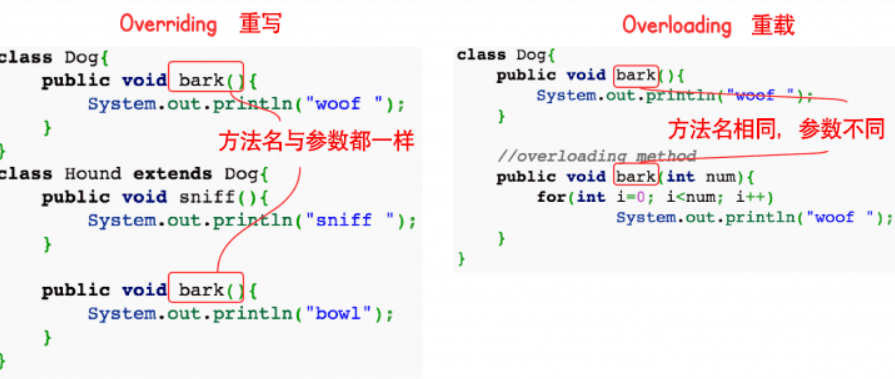 Overriding 重写
class Dog{
public void bark(){
System.out.println("woof ");
}
方法名与参数都一样
}
class Hound extends Dog{
public void sniff(){
System.out.println("sniff ");
}
public void bark(){
System.out.println("bowl");
}
}
Overloading 重载
class Dog{
public void bark(){
System.out.println("woof ");
}
方法名相同，参数不同
//overloading method
public void bark(int num){
for(int i=0; i<num; i++)
System.out.println("woof ");
}
}